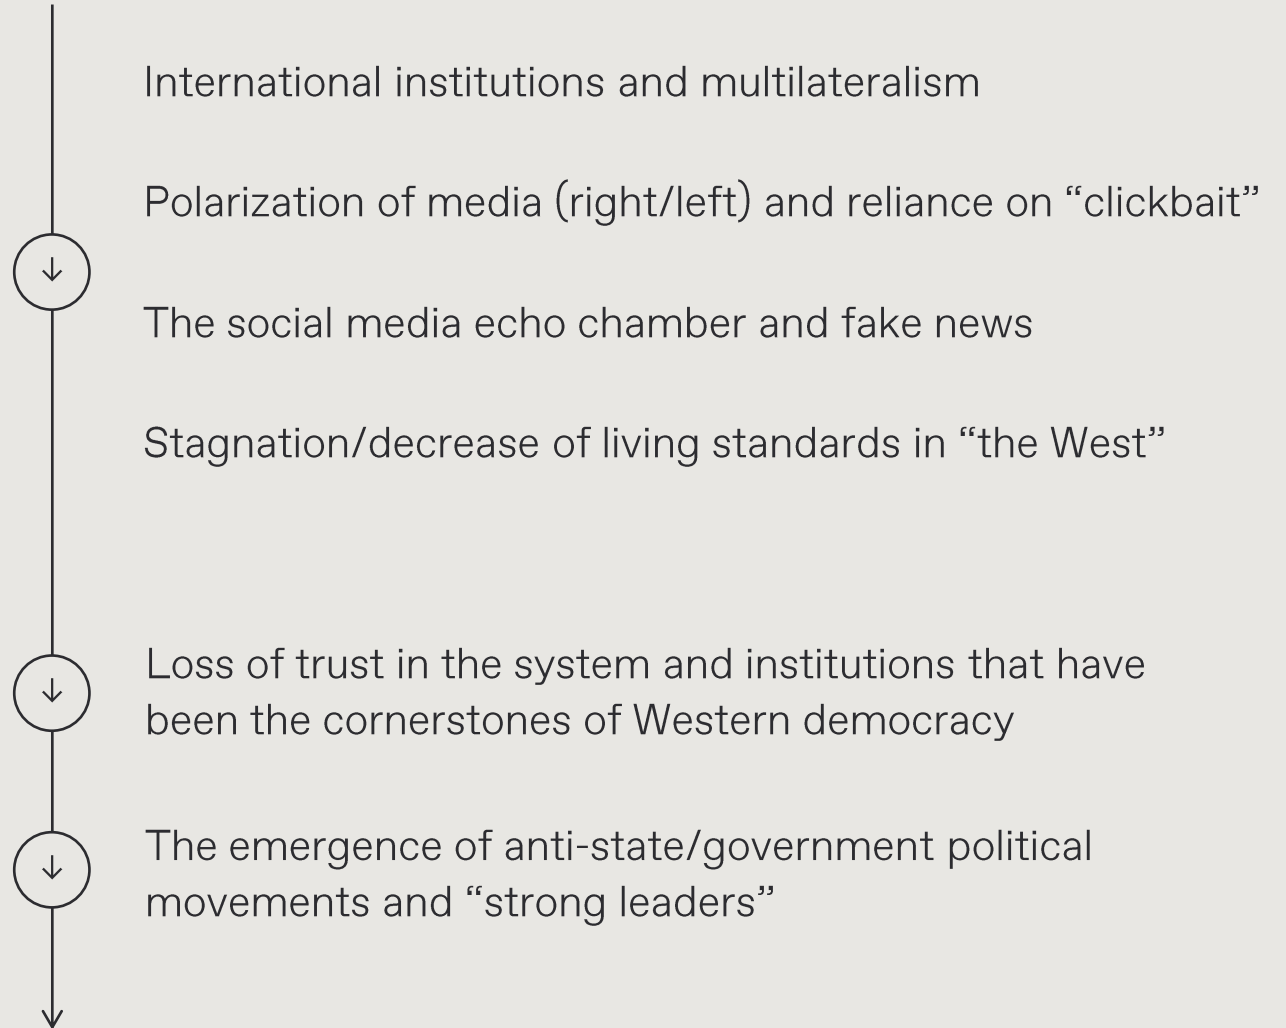 International institutions and multilateralism
Polarization of media (right/left) and reliance on “clickbait”
The social media echo chamber and fake news
Stagnation/decrease of living standards in “the West”
Loss of trust in the system and institutions that have
been the cornerstones of Western democracy
The emergence of anti-state/government political
movements and “strong leaders”